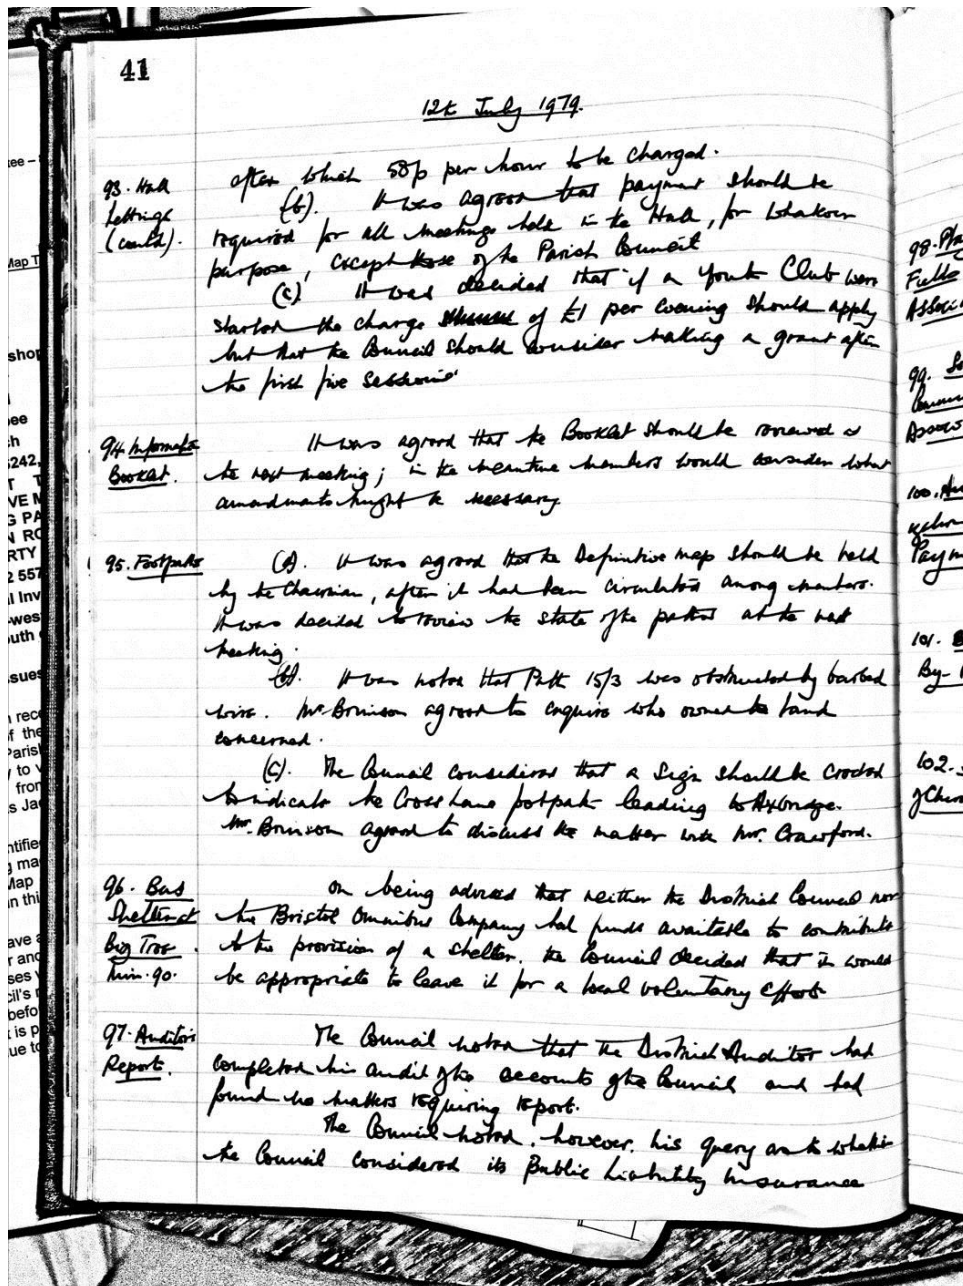 41
12th July 1979.
93. Hall Lettings (contd).
after which 50p per hour to be charged.
(b). It was agreed that payment should be
required for all meetings held in the Hall, for whatever
purpose, except those of the Parish Council
(c) It was decided that if a Youth Club were
started the charge of £1 per evening should apply
but that the Council should consider making a grant after
the first five sessions
94 Information Booklet.
It was agreed that the Booklet should be reviewed at
the next meeting; in the meantime members would consider what
amendments might be necessary
95. Footpaths
(a). It was agreed that the Definitive map should be held
by the Chairman, after it had been circulated among members.
It was decided to review the state of the paths at the next
meeting.
(b). It was noted that Path 15/3 was obstructed by barbed
wire. Mr Brinson agreed to enquire who owned the land
concerned.
(c). The Council considered that a sign should be erected
to indicate the Cross Lane footpath leading to Axbridge.
Mr. Brinson agreed to discuss the matter with Mr. Crawford.
96. Bus Shelter at Big Tree. Min. 90.
On being advised that neither the District Council nor
the Bristol Omnibus Company had funds available to contribute
to the provision of a shelter, the Council decided that it would
be appropriate to leave it for a local voluntary effort
97. Auditor's Report.
The Council noted that the District Auditor had
completed his audit of the accounts of the Council and had
found no matters requiring report.
The Council noted, however, his query as to whether
the Council considered its Public Liability Insurance